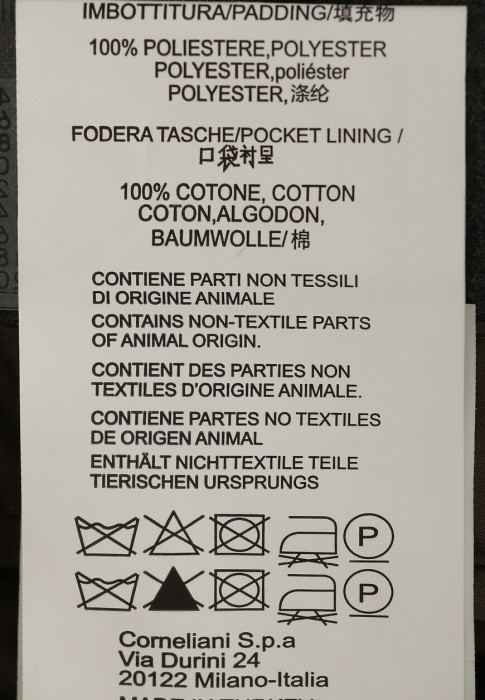 IMBOTTITURA/PADDING/填充物
100% POLIESTERE,POLYESTER
POLYESTER,poliéster
POLYESTER,涤纶
FODERA TASCHE/POCKET LINING /
口袋衬里
100% COTONE, COTTON
COTON,ALGODON,
BAUMWOLLE/棉
CONTIENE PARTI NON TESSILI
DI ORIGINE ANIMALE
CONTAINS NON-TEXTILE PARTS
OF ANIMAL ORIGIN.
CONTIENT DES PARTIES NON
TEXTILES D'ORIGINE ANIMALE.
CONTIENE PARTES NO TEXTILES
DE ORIGEN ANIMAL
ENTHÄLT NICHTTEXTILE TEILE
TIERISCHEN URSPRUNGS
P
P
Corneliani S.p.a
Via Durini 24
20122 Milano-Italia